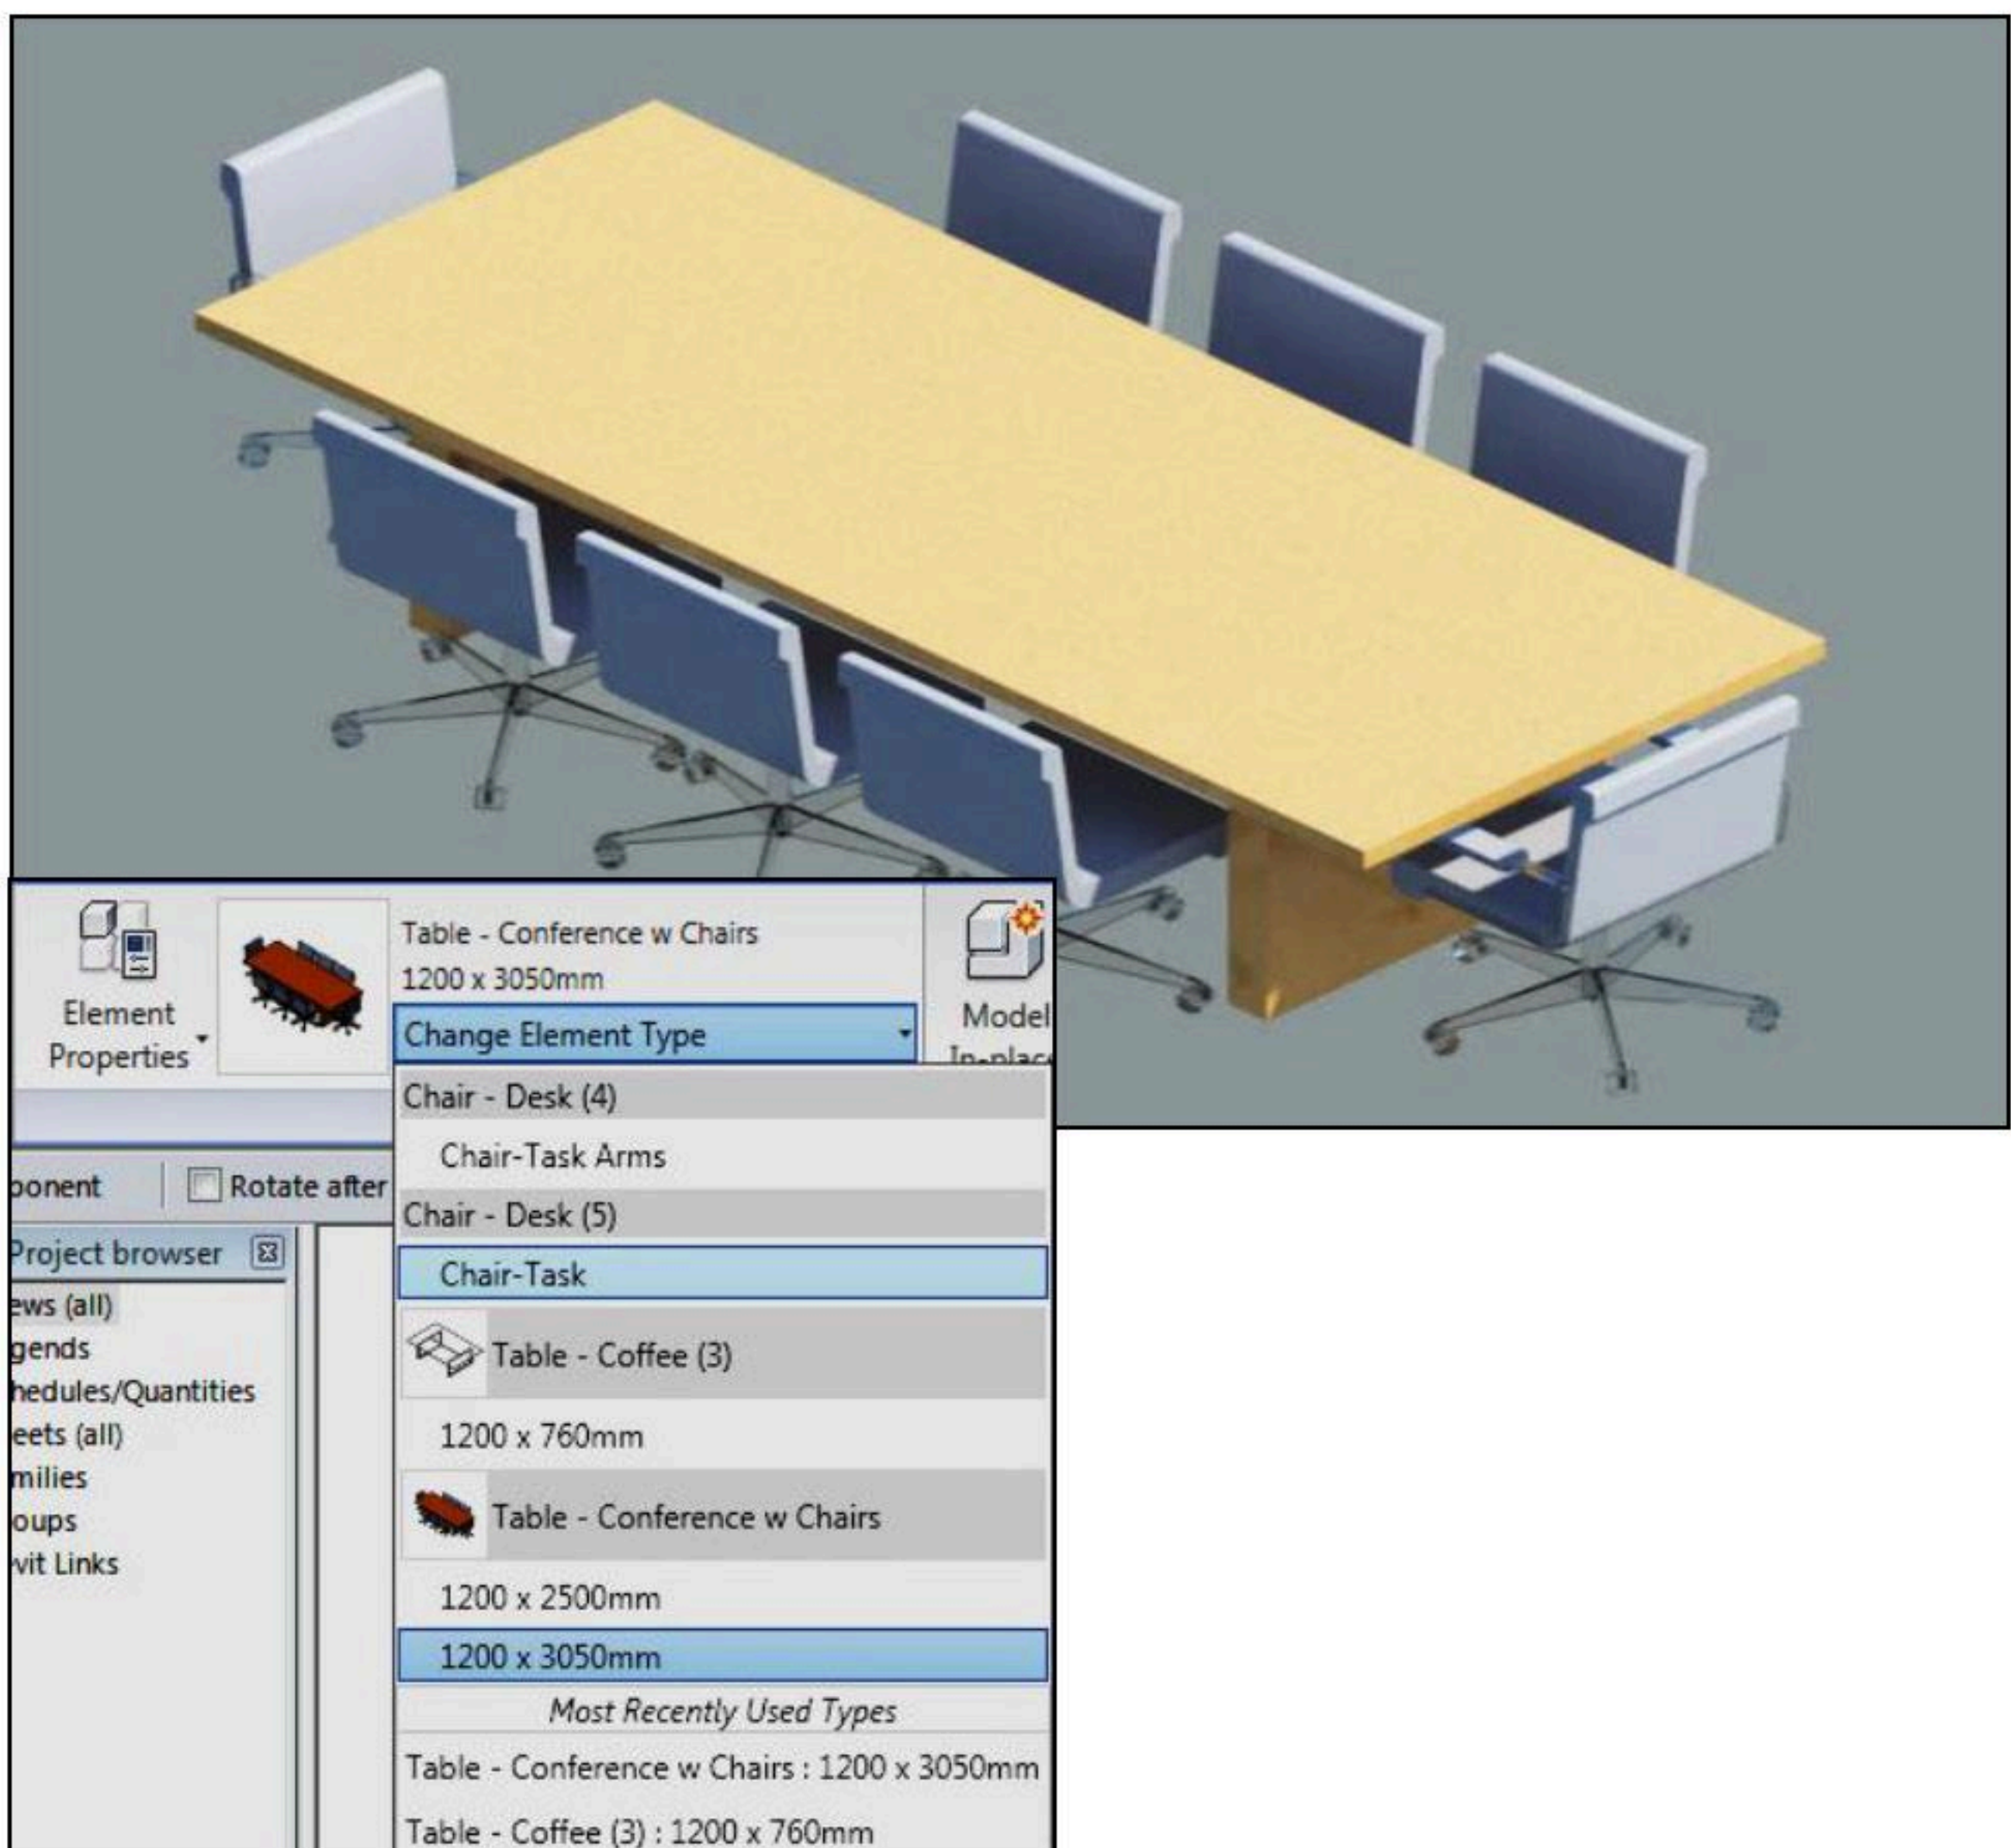 Element
Properties
Table - Conference w Chairs
1200 x 3050mm
Change Element Type
Model
In-place
Chair - Desk (4)
Chair-Task Arms
Chair - Desk (5)
Chair-Task
Table - Coffee (3)
1200 x 760mm
Table - Conference w Chairs
1200 x 2500mm
1200 x 3050mm
Most Recently Used Types
Table - Conference w Chairs : 1200 x 3050mm
Table - Coffee (3) : 1200 x 760mm
ponent
Rotate after
Project browser
ews (all)
gends
hedules/Quantities
eets (all)
milies
oups
vit Links